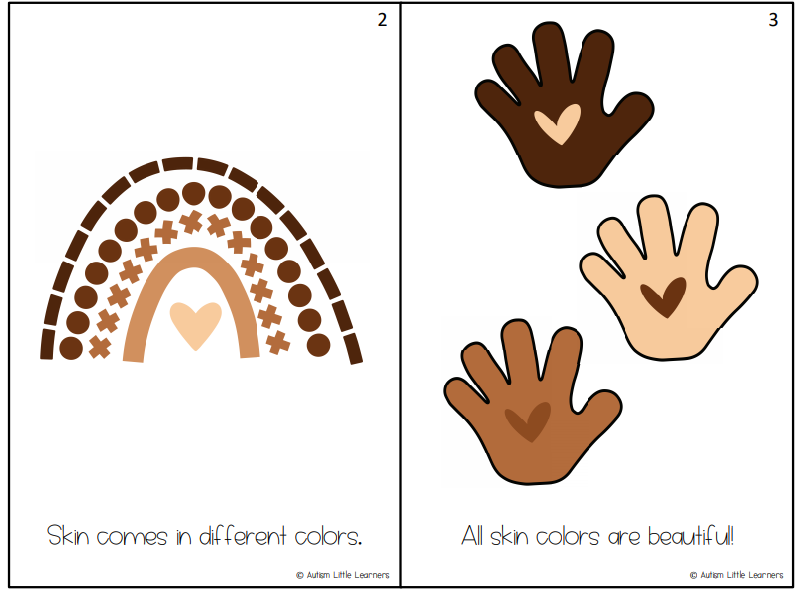 2
Skin comes in different colors.
© Autism Little Learners
3
All skin colors are beautiful!
© Autism Little Learners